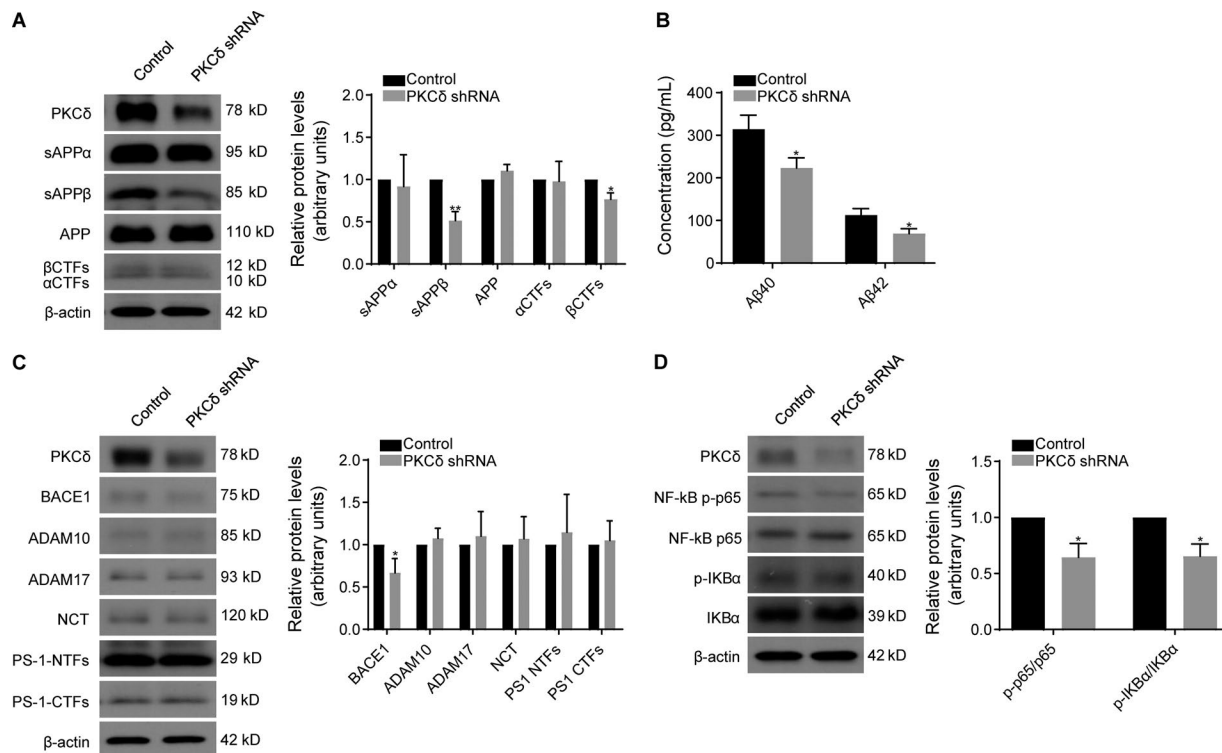 A
Control
PKCδ shRNA
PKCδ 78 kD
sAPPα 95 kD
sAPPβ 85 kD
APP 110 kD
βCTFs 12 kD
αCTFs 10 kD
β-actin 42 kD
Relative protein levels
(arbitrary units)
Control
PKCδ shRNA
2.0
1.5
1.0
0.5
0.0
** *
sAPPα sAPPβ APP αCTFs βCTFs
B
Concentration (pg/mL)
Control
PKCδ shRNA
400
300
200
100
0
* *
Aβ40 Aβ42
C
Control
PKCδ shRNA
PKCδ 78 kD
BACE1 75 kD
ADAM10 85 kD
ADAM17 93 kD
NCT 120 kD
PS-1-NTFs 29 kD
PS-1-CTFs 19 kD
β-actin 42 kD
Relative protein levels
(arbitrary units)
Control
PKCδ shRNA
2.0
1.5
1.0
0.5
0.0
*
BACE1 ADAM10 ADAM17 NCT PS1 NTFs PS1 CTFs
D
Control
PKCδ shRNA
PKCδ 78 kD
NF-kB p-p65 65 kD
NF-kB p65 65 kD
p-IKBα 40 kD
IKBα 39 kD
β-actin 42 kD
Relative protein levels
(arbitrary units)
Control
PKCδ shRNA
1.5
1.0
0.5
0.0
* *
p-p65/p65 p-IKBα/IKBα